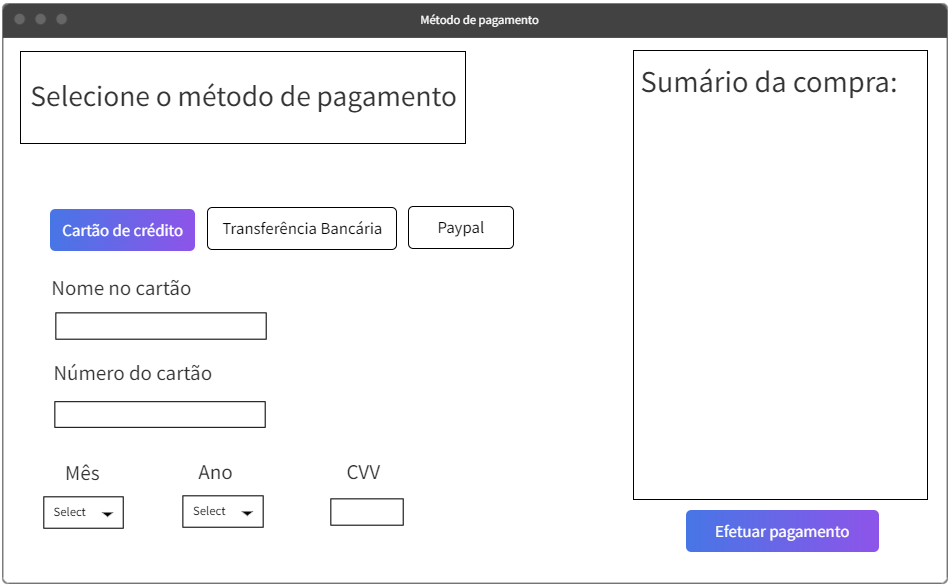 Método de pagamento
Selecione o método de pagamento
Sumário da compra:
Cartão de crédito
Transferência Bancária
Paypal
Nome no cartão
Número do cartão
Mês
Ano
CVV
Select
Select
Efetuar pagamento